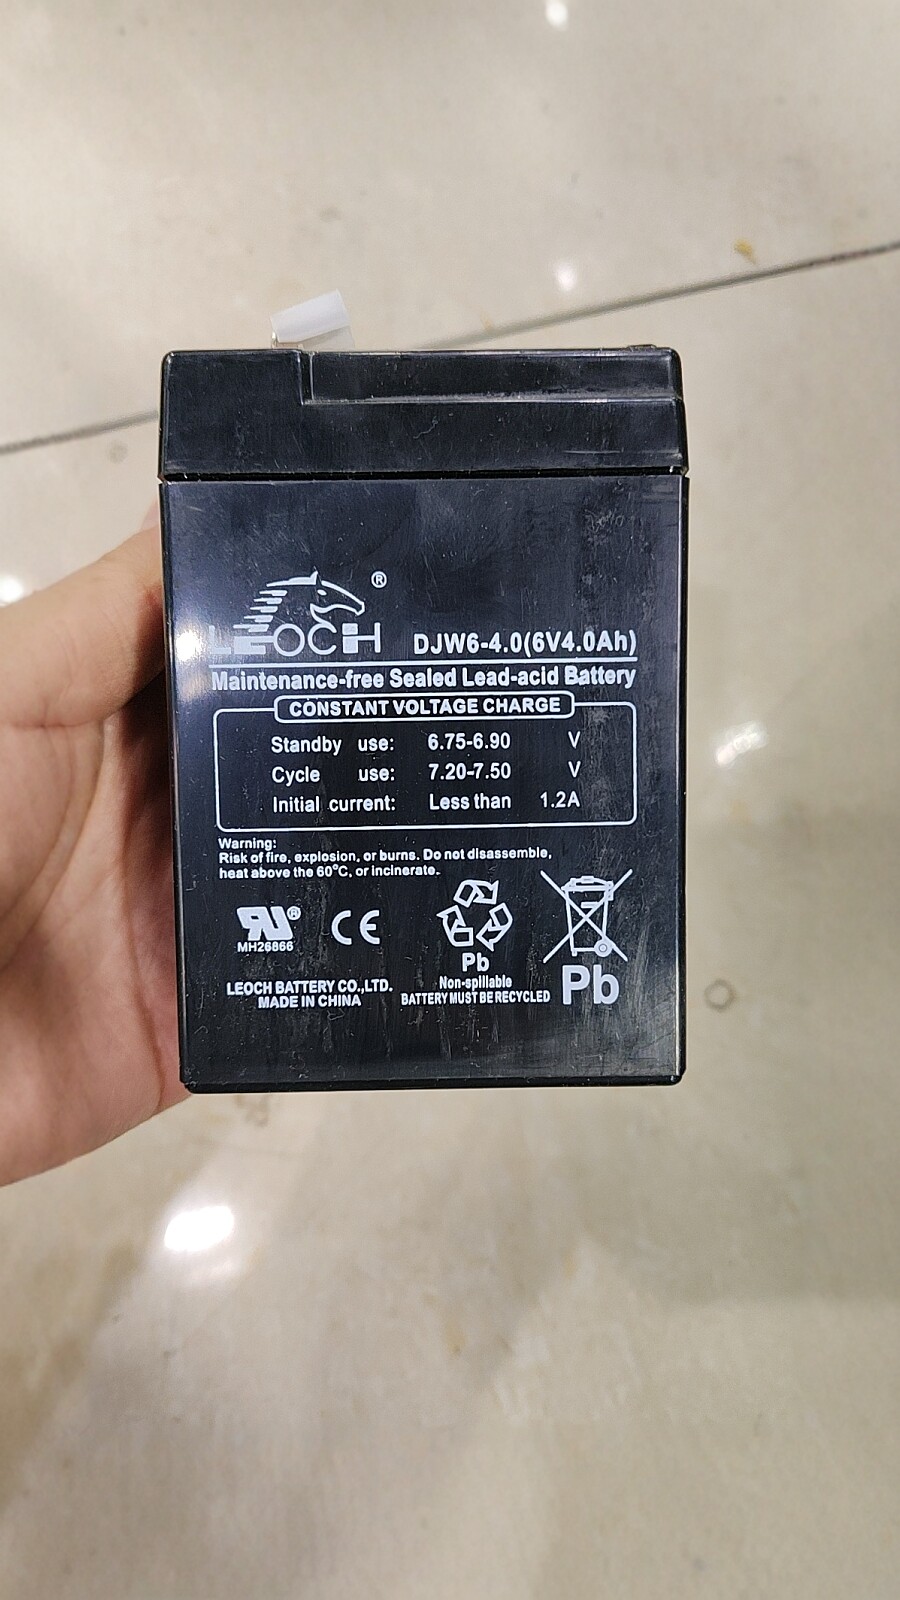 ®
LEOCH DJW6-4.0(6V4.0Ah)
Maintenance-free Sealed Lead-acid Battery
CONSTANT VOLTAGE CHARGE
Standby use: 6.75-6.90 V
Cycle use: 7.20-7.50 V
Initial current: Less than 1.2A
Warning:
Risk of fire, explosion, or burns. Do not disassemble,
heat above the 60°C, or incinerate.
RU® CE
MH26866
Pb
Non-spillable
BATTERY MUST BE RECYCLED
Pb
LEOCH BATTERY CO.,LTD.
MADE IN CHINA